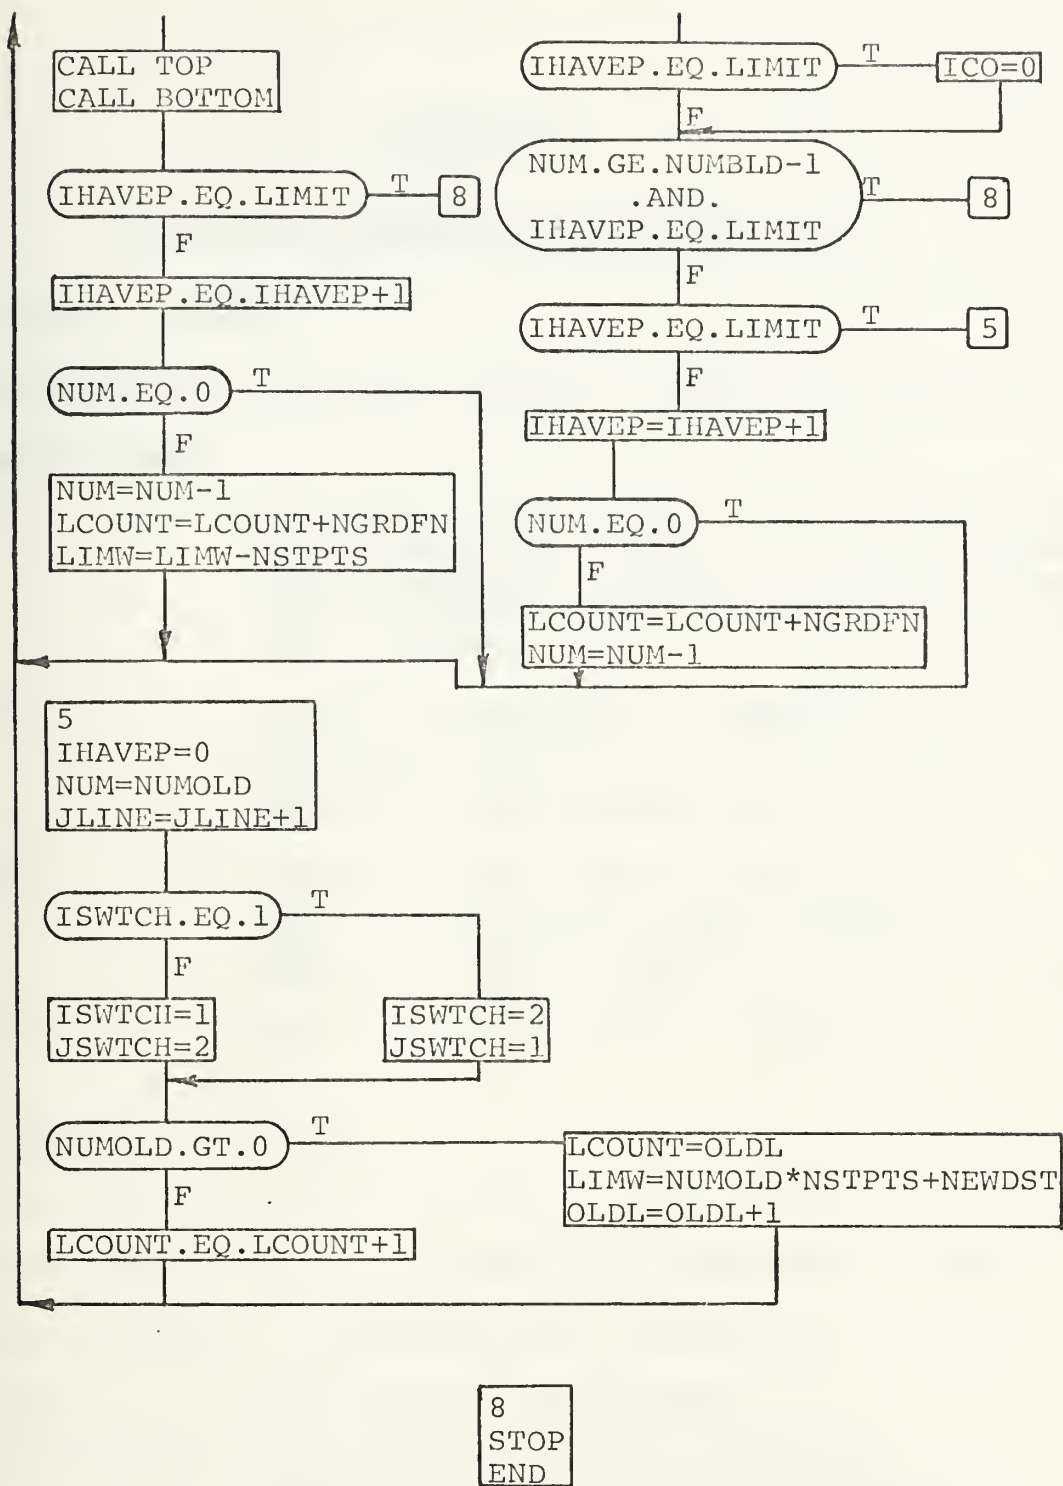 CALL TOP
CALL BOTTOM
IHAVEP.EQ.LIMIT
T
8
F
IHAVEP.EQ.IHAVEP+1
NUM.EQ.0
T
F
NUM=NUM-1
LCOUNT=LCOUNT+NGRDFN
LIMW=LIMW-NSTPTS
IHAVEP.EQ.LIMIT
T
ICO=0
F
NUM.GE.NUMBLD-1
.AND.
IHAVEP.EQ.LIMIT
T
8
F
IHAVEP.EQ.LIMIT
T
5
F
IHAVEP=IHAVEP+1
NUM.EQ.0
T
F
LCOUNT=LCOUNT+NGRDFN
NUM=NUM-1
5
IHAVEP=0
NUM=NUMOLD
JLINE=JLINE+1
ISWTCH.EQ.1
T
F
ISWTCH=1
JSWTCH=2
ISWTCH=2
JSWTCH=1
NUMOLD.GT.0
T
F
LCOUNT=OLDL
LIMW=NUMOLD*NSTPTS+NEWDST
OLDL=OLDL+1
LCOUNT.EQ.LCOUNT+1
8
STOP
END